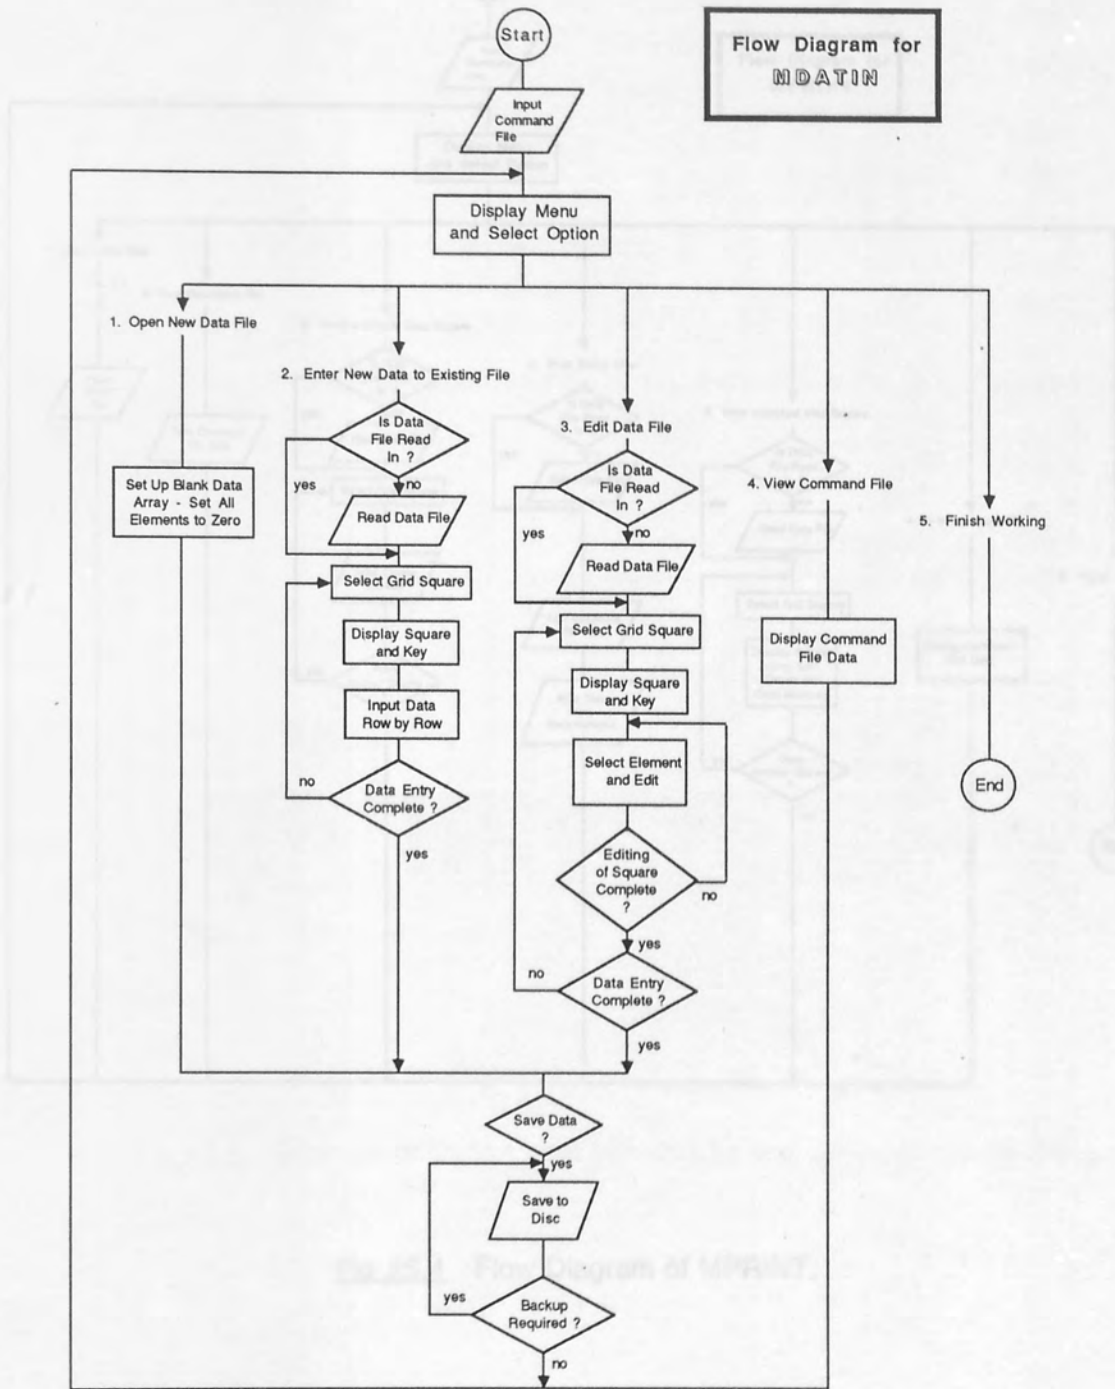 Start
Flow Diagram for
MDATIN
Input
Command
File
Display Menu
and Select Option
1. Open New Data File
2. Enter New Data to Existing File
3. Edit Data File
4. View Command File
5. Finish Working
Set Up Blank Data
Array - Set All
Elements to Zero
Is Data
File Read
In ?
yes
no
Read Data File
Select Grid Square
Display Square
and Key
Input Data
Row by Row
no
Data Entry
Complete ?
yes
Is Data
File Read
In ?
yes
no
Read Data File
Select Grid Square
Display Square
and Key
Select Element
and Edit
Editing
of Square
Complete
?
no
yes
no
Data Entry
Complete ?
yes
Display Command
File Data
End
Save Data
?
yes
Save to
Disc
yes
Backup
Required ?
no
Flow Diagram of MPRINT.